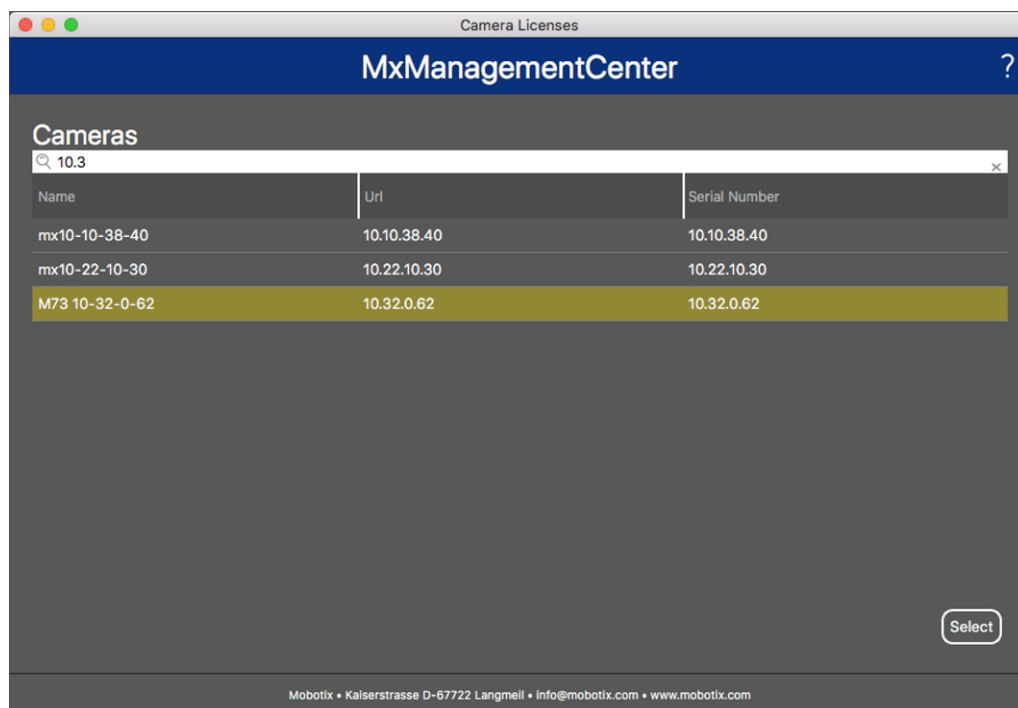 Camera Licenses
MxManagementCenter ?
Cameras
10.3 ×
Name Url Serial Number
mx10-10-38-40 10.10.38.40 10.10.38.40
mx10-22-10-30 10.22.10.30 10.22.10.30
M73 10-32-0-62 10.32.0.62 10.32.0.62
Select
Mobotix • Kaiserstrasse D-67722 Langmeil • info@mobotix.com • www.mobotix.com